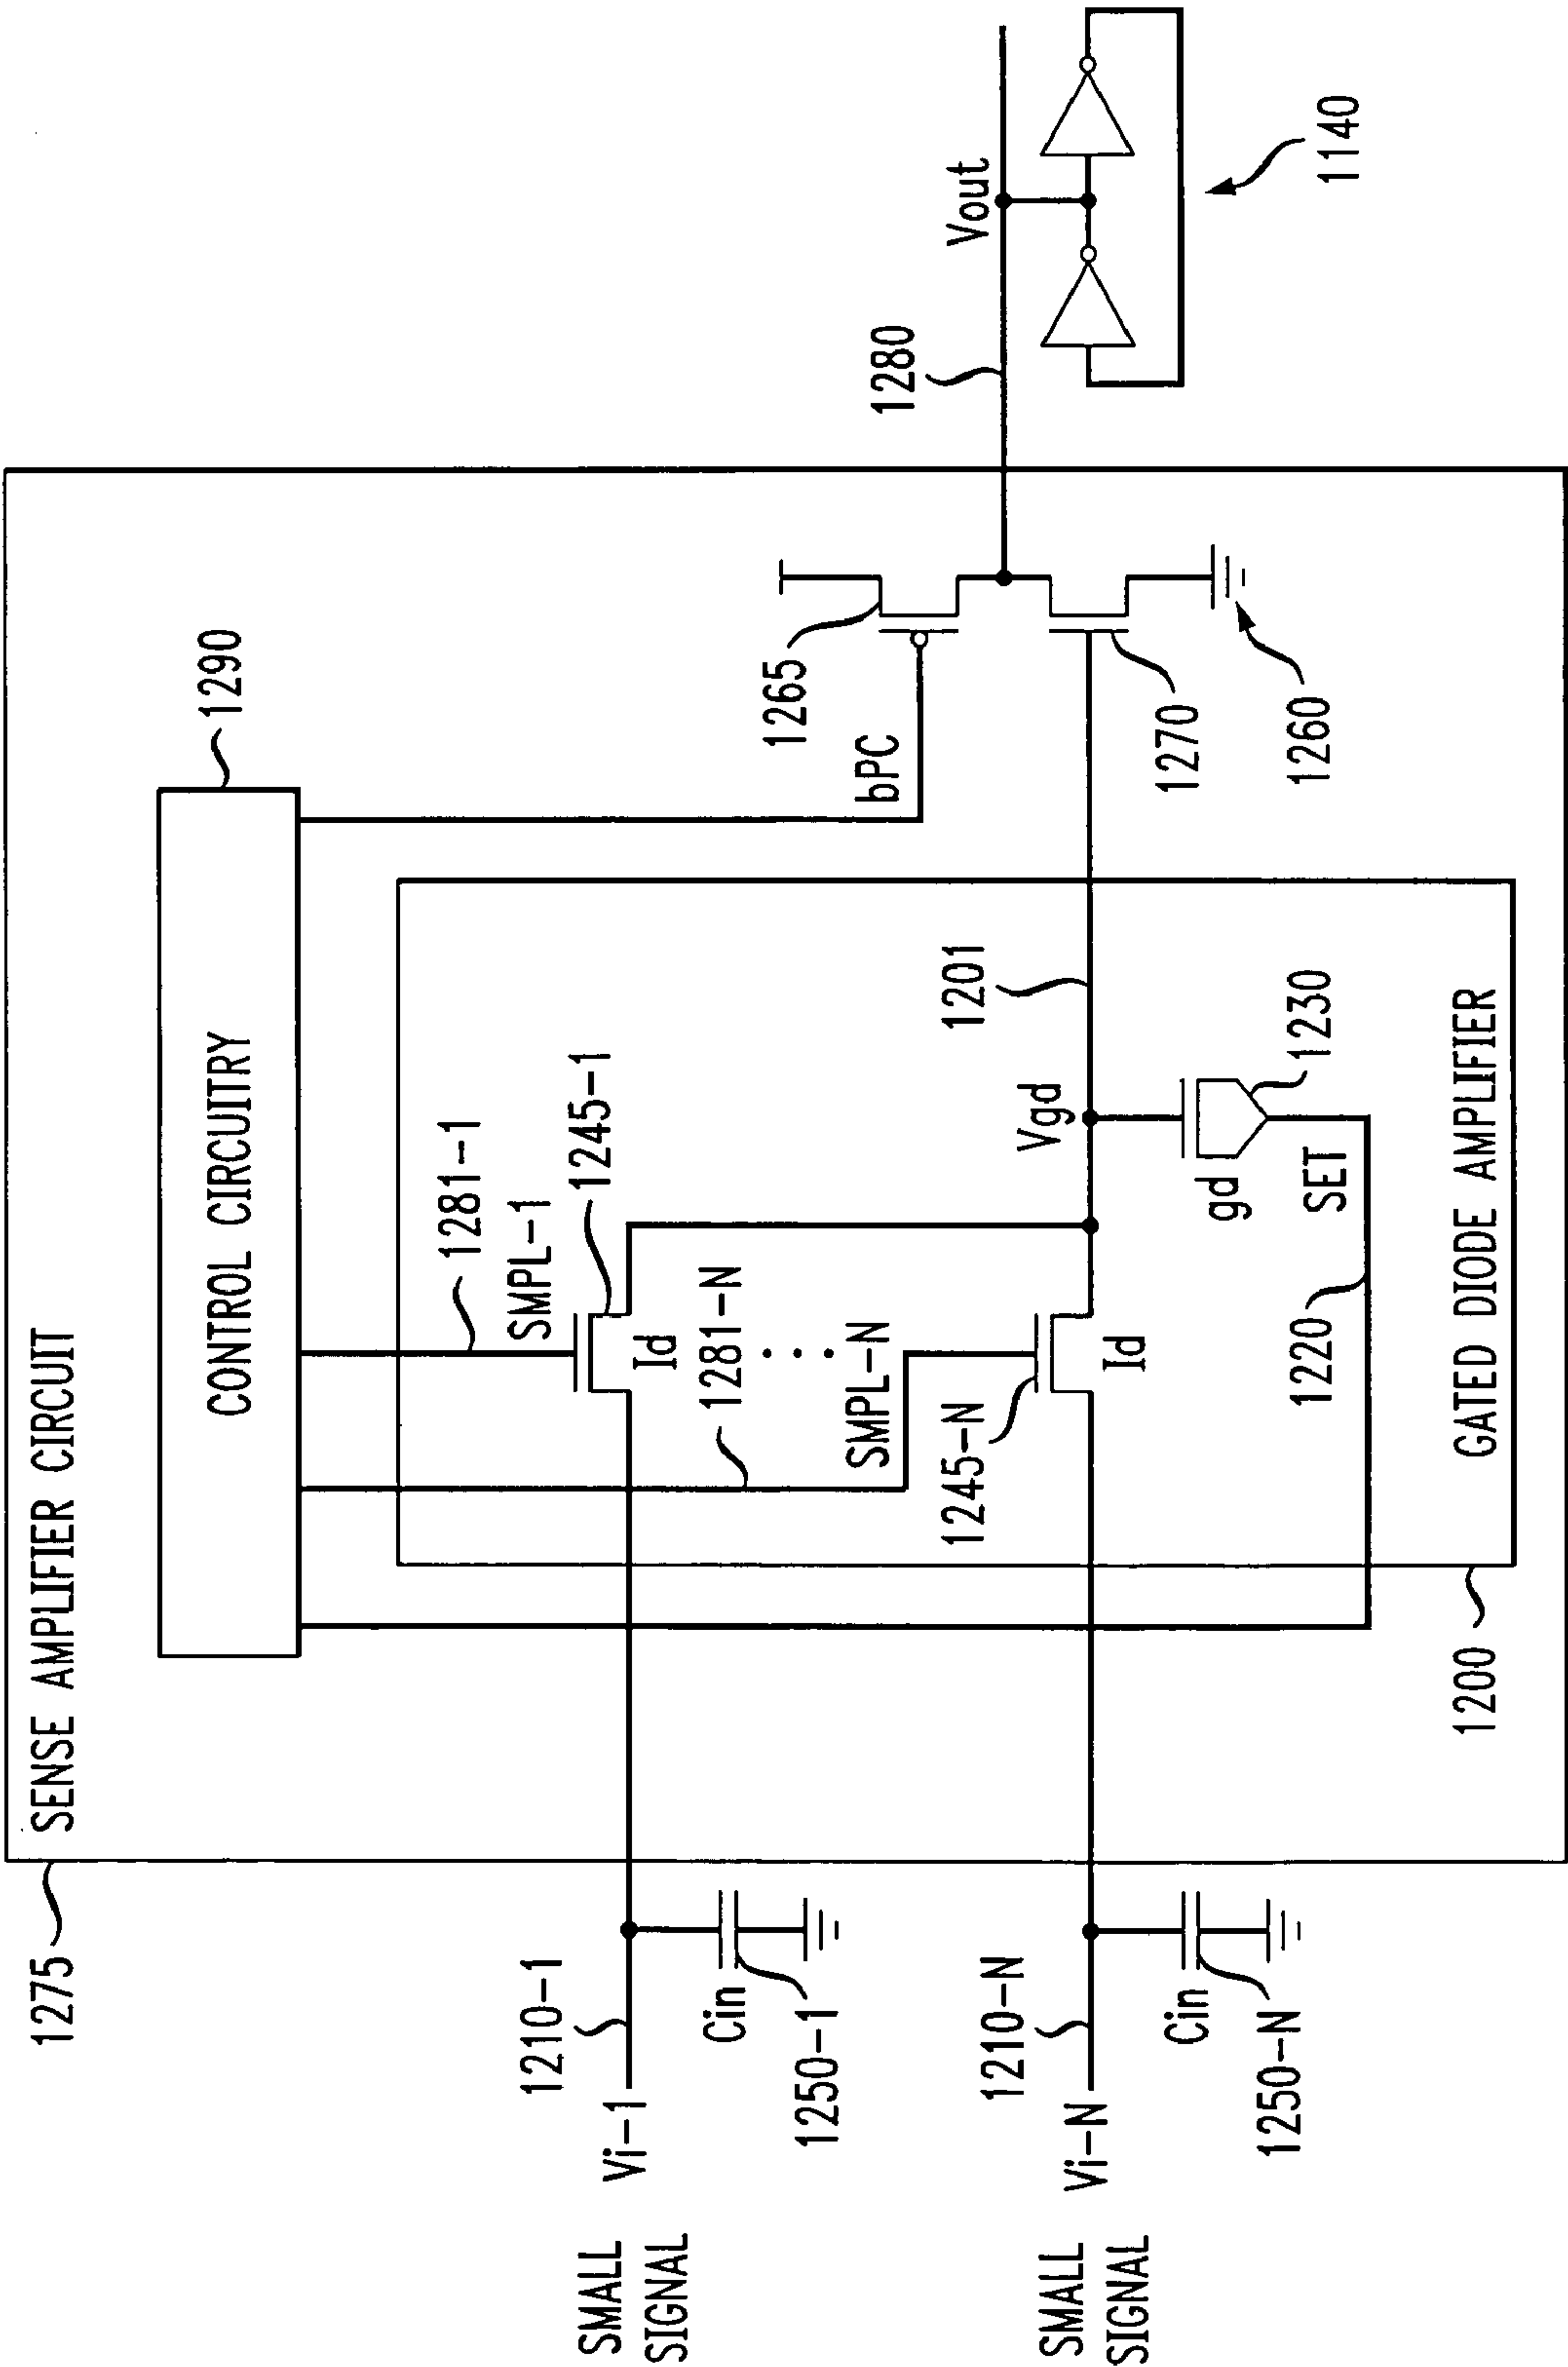 1275
SENSE AMPLIFIER CIRCUIT
CONTROL CIRCUITRY
1290
1281-1
SMPL-1
1245-1
Id
1281-N
SMPL-N
1245-N
Id
1210-1
Vi-1
SMALL
SIGNAL
Cin
1250-1
1210-N
Vi-N
SMALL
SIGNAL
Cin
1250-N
Vgd
1201
gd
1230
SET
1220
GATED DIODE AMPLIFIER
1200
bPC
1265
1270
1260
1280
Vout
1140